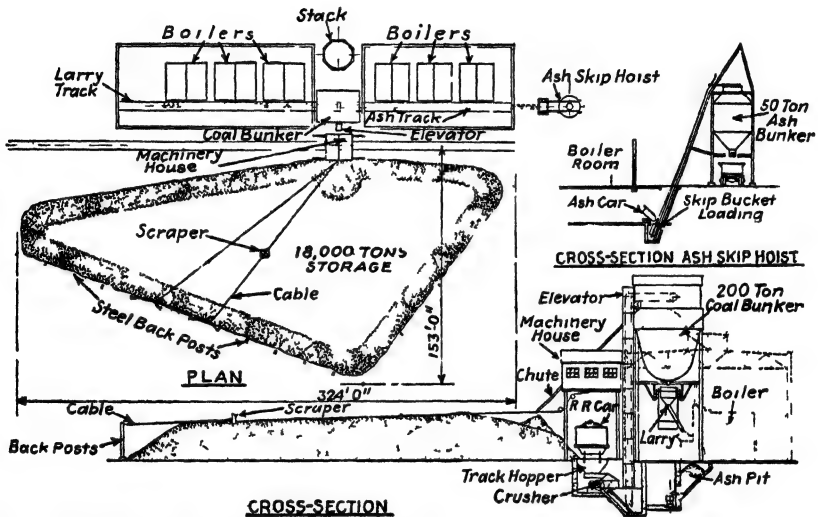 Stack
Boilers
Boilers
Larry
Track
Ash Skip Hoist
Coal Bunker
Ash Track
Elevator
Machinery
House
Scraper
18,000 TONS
STORAGE
Cable
Steel Back Posts
153'-0"
PLAN
324'0"
50 Ton
Ash
Bunker
Boiler
Room
Ash Car
Skip Bucket
Loading
CROSS-SECTION ASH SKIP HOIST
Elevator
200 Ton
Coal Bunker
Machinery
House
Chute
R R Car
Boiler
Larry
Track Hopper
Crusher
Ash Pit
Cable
Scraper
Back Posts
CROSS-SECTION